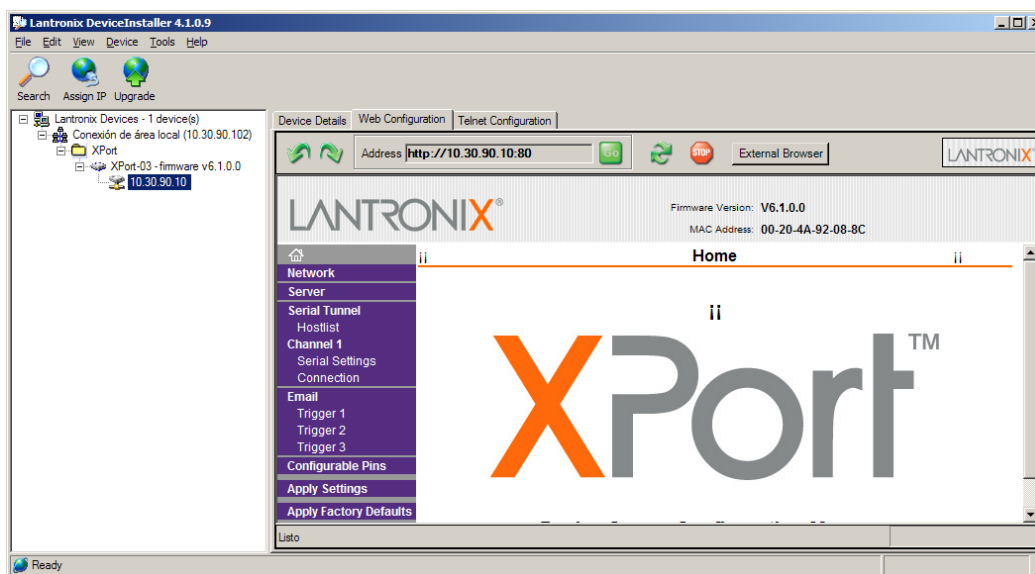 Lantronix DeviceInstaller 4.1.0.9
File Edit View Device Tools Help
Search Assign IP Upgrade
Lantronix Devices - 1 device(s)
Conexión de área local (10.30.90.102)
XPort
XPort-03 - firmware v6.1.0.0
10.30.90.10
Device Details Web Configuration Telnet Configuration
Address http://10.30.90.10:80 Go STOP External Browser LANTRONIX
LANTRONIX®
Firmware Version: V6.1.0.0
MAC Address: 00-20-4A-92-08-8C
¡¡ Home ¡¡
Network
Server
Serial Tunnel
Hostlist
Channel 1
Serial Settings
Connection
Email
Trigger 1
Trigger 2
Trigger 3
Configurable Pins
Apply Settings
Apply Factory Defaults
¡¡
XPort™
Listo
Ready